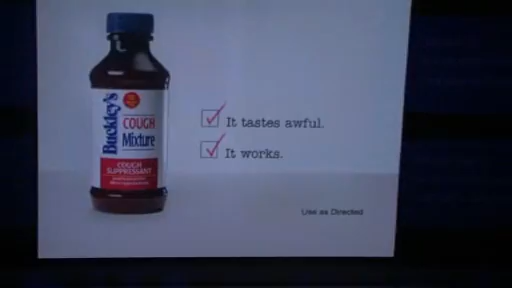 Buckley's
COUGH
Mixture
COUGH
SUPPRESSANT
It tastes awful.
It works.
Use as Directed